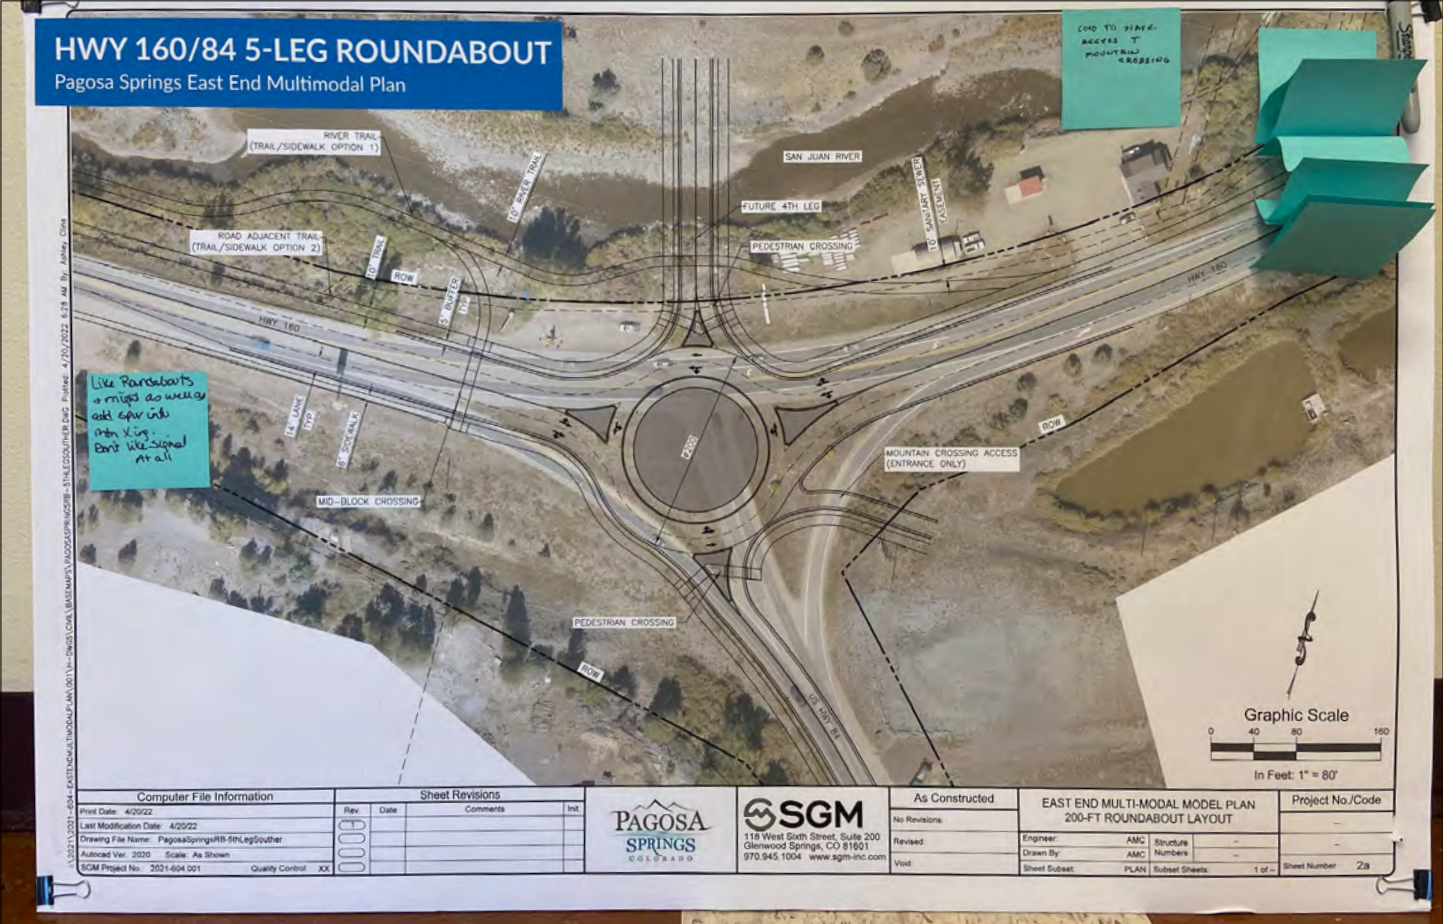 HWY 160/84 5-LEG ROUNDABOUT
Pagosa Springs East End Multimodal Plan
GOOD TO HAVE
ACCESS T
MOUNTAIN
CROSSING
Sharpie
RIVER TRAIL
(TRAIL/SIDEWALK OPTION 1)
10' RIVER TRAIL
SAN JUAN RIVER
10' SANITARY SEWER
EASEMENT
FUTURE 4TH LEG
ROAD ADJACENT TRAIL
(TRAIL/SIDEWALK OPTION 2)
10' TRAIL
ROW
5' BUFFER
TYP
PEDESTRIAN CROSSING
HWY 160
HWY 160
Like Roundabouts
+ might as well as
add spur into
mtn Xing.
Don't like signal
At all
14' LANE
TYP
6' SIDEWALK
MID-BLOCK CROSSING
ROW
MOUNTAIN CROSSING ACCESS
(ENTRANCE ONLY)
PEDESTRIAN CROSSING
ROW
US HWY 84
Graphic Scale
0 40 80 160
In Feet: 1" = 80'
Computer File Information
Print Date: 4/20/22
Last Modification Date: 4/20/22
Drawing File Name: PagosaSpringsRB-5thLegSouther
Autocad Ver. 2020 Scale: As Shown
SGM Project No.: 2021-604.001 Quality Control XX
Sheet Revisions
Rev. Date Comments Init.
PAGOSA
SPRINGS
COLORADO
SGM
118 West Sixth Street, Suite 200
Glenwood Springs, CO 81601
970.945.1004 www.sgm-inc.com
As Constructed
No Revisions:
Revised:
Void:
EAST END MULTI-MODAL MODEL PLAN
200-FT ROUNDABOUT LAYOUT
Engineer: AMC
Drawn By: AMC
Structure
Numbers
Sheet Subset: PLAN
Subset Sheets: 1 of -
Project No./Code
Sheet Number 2a